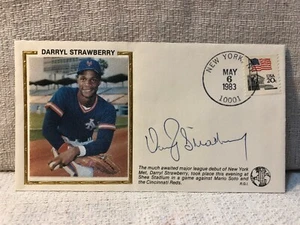 DARRYL STRAWBERRY
NEW YORK,
MAY
6
1983
10001
USA
20c
Darryl Strawberry
The much awaited major league debut of New York
Met, Darryl Strawberry, took place this evening at
Shea Stadium in a game against Mario Soto and
the Cincinnati Reds.